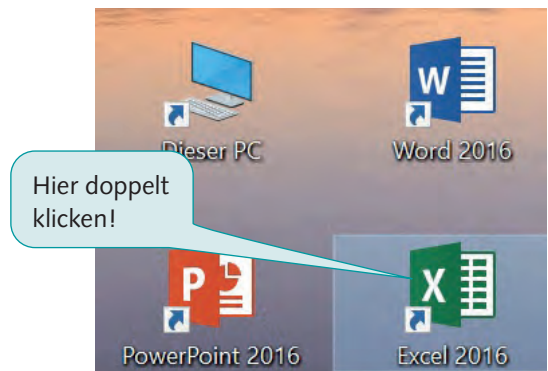 Dieser PC
Word 2016
Hier doppelt
klicken!
PowerPoint 2016
Excel 2016